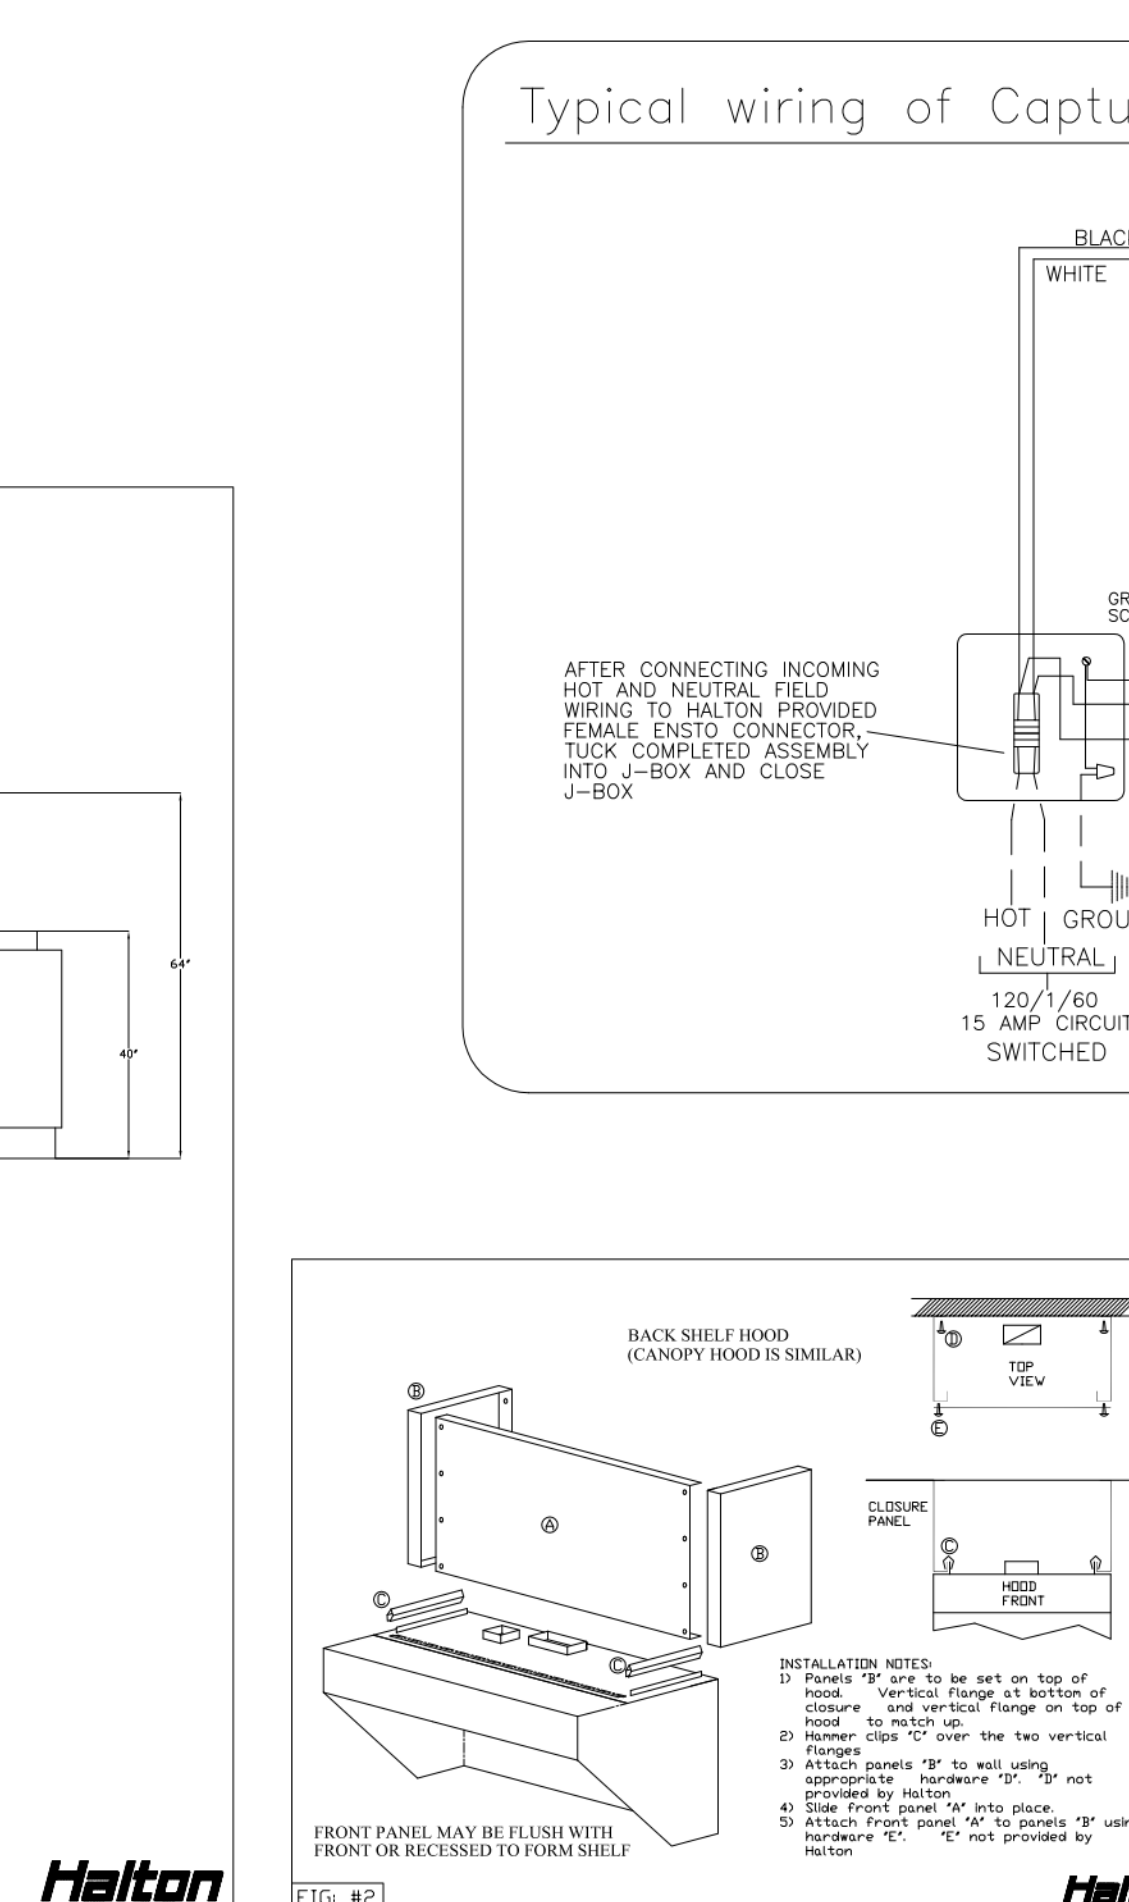 Typical wiring of Captu
BLACK
WHITE
GR
SC
AFTER CONNECTING INCOMING
HOT AND NEUTRAL FIELD
WIRING TO HALTON PROVIDED
FEMALE ENSTO CONNECTOR,
TUCK COMPLETED ASSEMBLY
INTO J-BOX AND CLOSE
J-BOX
HOT GROU
NEUTRAL
120/1/60
15 AMP CIRCUIT
SWITCHED
64"
40"
Halton
BACK SHELF HOOD
(CANOPY HOOD IS SIMILAR)
D
TOP
VIEW
E
B
A
B
C
C
CLOSURE
PANEL
C
HOOD
FRONT
INSTALLATION NOTES:
1) Panels "B" are to be set on top of
hood. Vertical flange at bottom of
closure and vertical flange on top of
hood to match up.
2) Hammer clips "C" over the two vertical
flanges
3) Attach panels "B" to wall using
appropriate hardware "D". "D" not
provided by Halton
4) Slide front panel "A" into place.
5) Attach front panel "A" to panels "B" usin
hardware "E". "E" not provided by
Halton
FRONT PANEL MAY BE FLUSH WITH
FRONT OR RECESSED TO FORM SHELF
FIG: #2
Hal